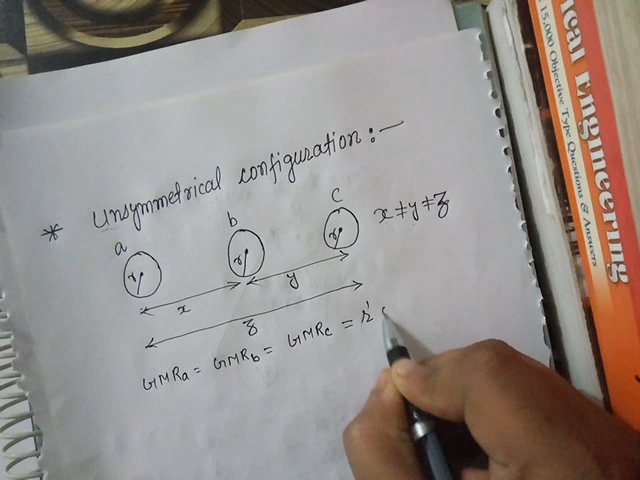 * Unsymmetrical configuration :-
a b c
r r r
x ≠ y ≠ z
x y
z
GMRa = GMRb = GMRc = r'
ical Engineering
15,000 Objective Type Questions & Answers